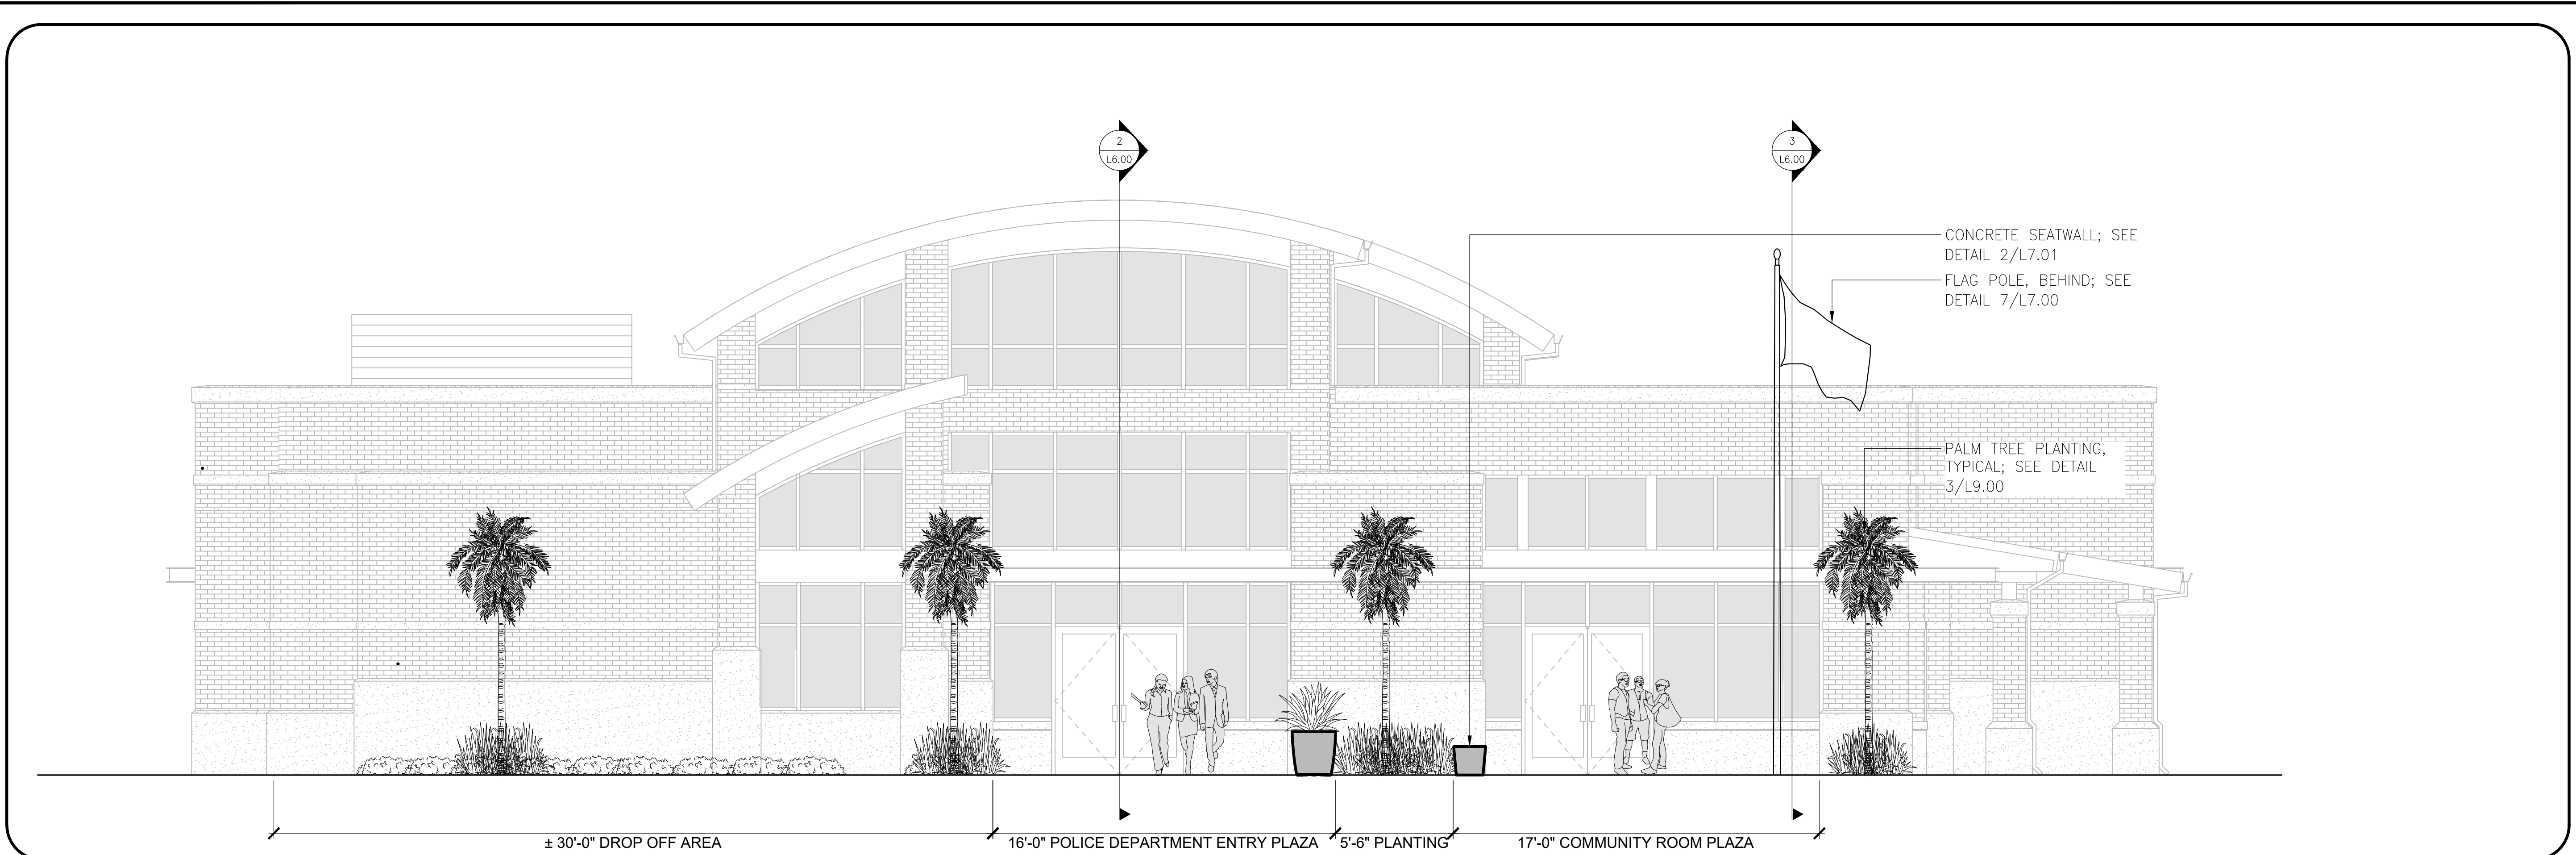 2
L6.00
3
L6.00
CONCRETE SEATWALL; SEE
DETAIL 2/L7.01
FLAG POLE, BEHIND; SEE
DETAIL 7/L7.00
PALM TREE PLANTING,
TYPICAL; SEE DETAIL
3/L9.00
± 30'-0" DROP OFF AREA
16'-0" POLICE DEPARTMENT ENTRY PLAZA
5'-6" PLANTING
17'-0" COMMUNITY ROOM PLAZA